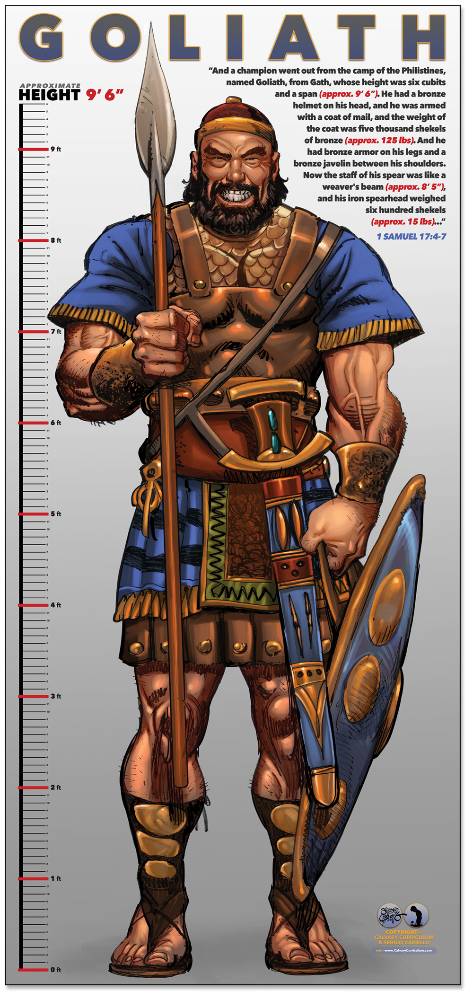 GOLIATH
"And a champion went out from the camp of the Philistines,
named Goliath, from Gath, whose height was six cubits
and a span (approx. 9' 6"). He had a bronze
helmet on his head, and he was armed
with a coat of mail, and the weight of
the coat was five thousand shekels
of bronze (approx. 125 lbs). And he
had bronze armor on his legs and a
bronze javelin between his shoulders.
Now the staff of his spear was like a
weaver's beam (approx. 8' 5"),
and his iron spearhead weighed
six hundred shekels
(approx. 15 lbs)..."
1 SAMUEL 17:4-7
APPROXIMATE
HEIGHT 9' 6"
9 ft
8 ft
7 ft
6 ft
5 ft
4 ft
3 ft
2 ft
1 ft
0 ft
SERGIO
CARIELLO
COPYRIGHT ©
CALVARY CURRICULUM
& SERGIO CARIELLO
VISIT: www.CalvaryCurriculum.com